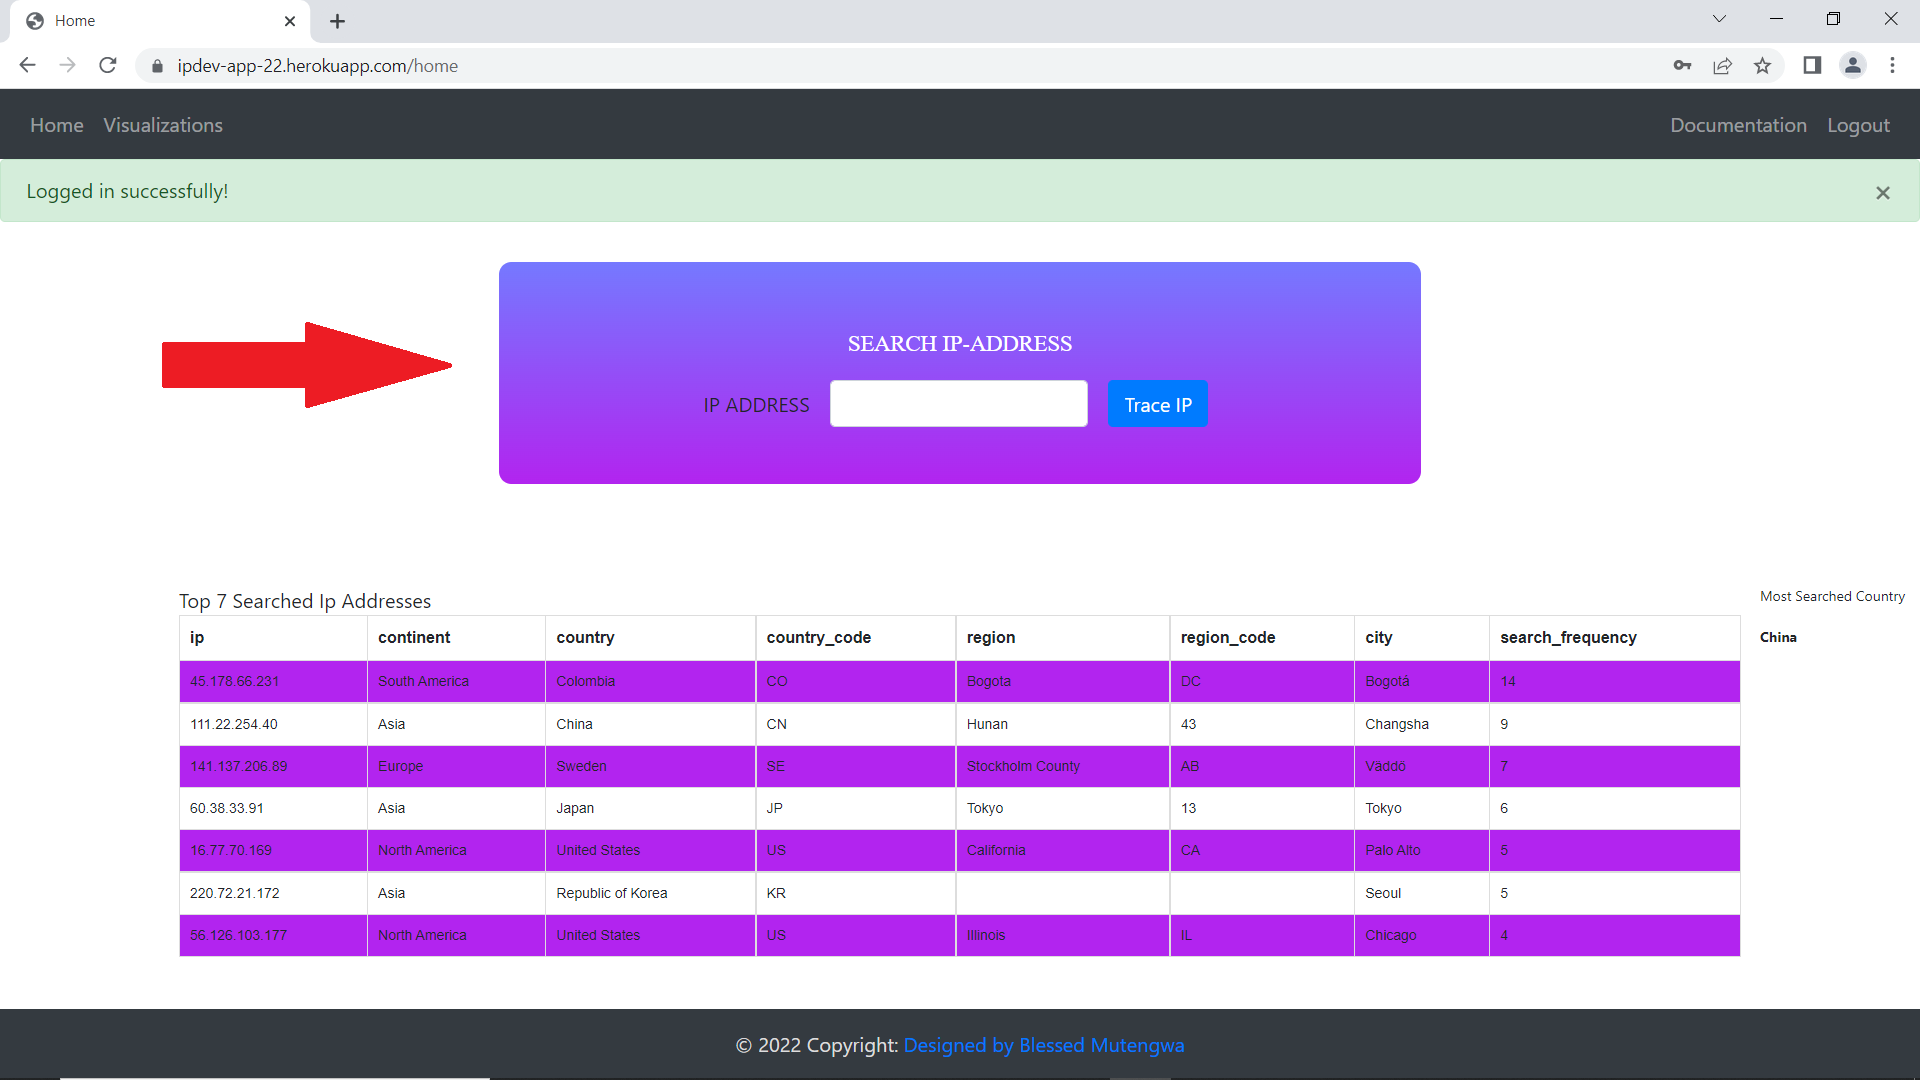 Home
ipdev-app-22.herokuapp.com/home
Home Visualizations Documentation Logout
Logged in successfully! ×
SEARCH IP-ADDRESS
IP ADDRESS Trace IP
Top 7 Searched Ip Addresses
ip continent country country_code region region_code city search_frequency
45.178.66.231 South America Colombia CO Bogota DC Bogotá 14
111.22.254.40 Asia China CN Hunan 43 Changsha 9
141.137.206.89 Europe Sweden SE Stockholm County AB Väddö 7
60.38.33.91 Asia Japan JP Tokyo 13 Tokyo 6
16.77.70.169 North America United States US California CA Palo Alto 5
220.72.21.172 Asia Republic of Korea KR Seoul 5
56.126.103.177 North America United States US Illinois IL Chicago 4
Most Searched Country
China
© 2022 Copyright: Designed by Blessed Mutengwa